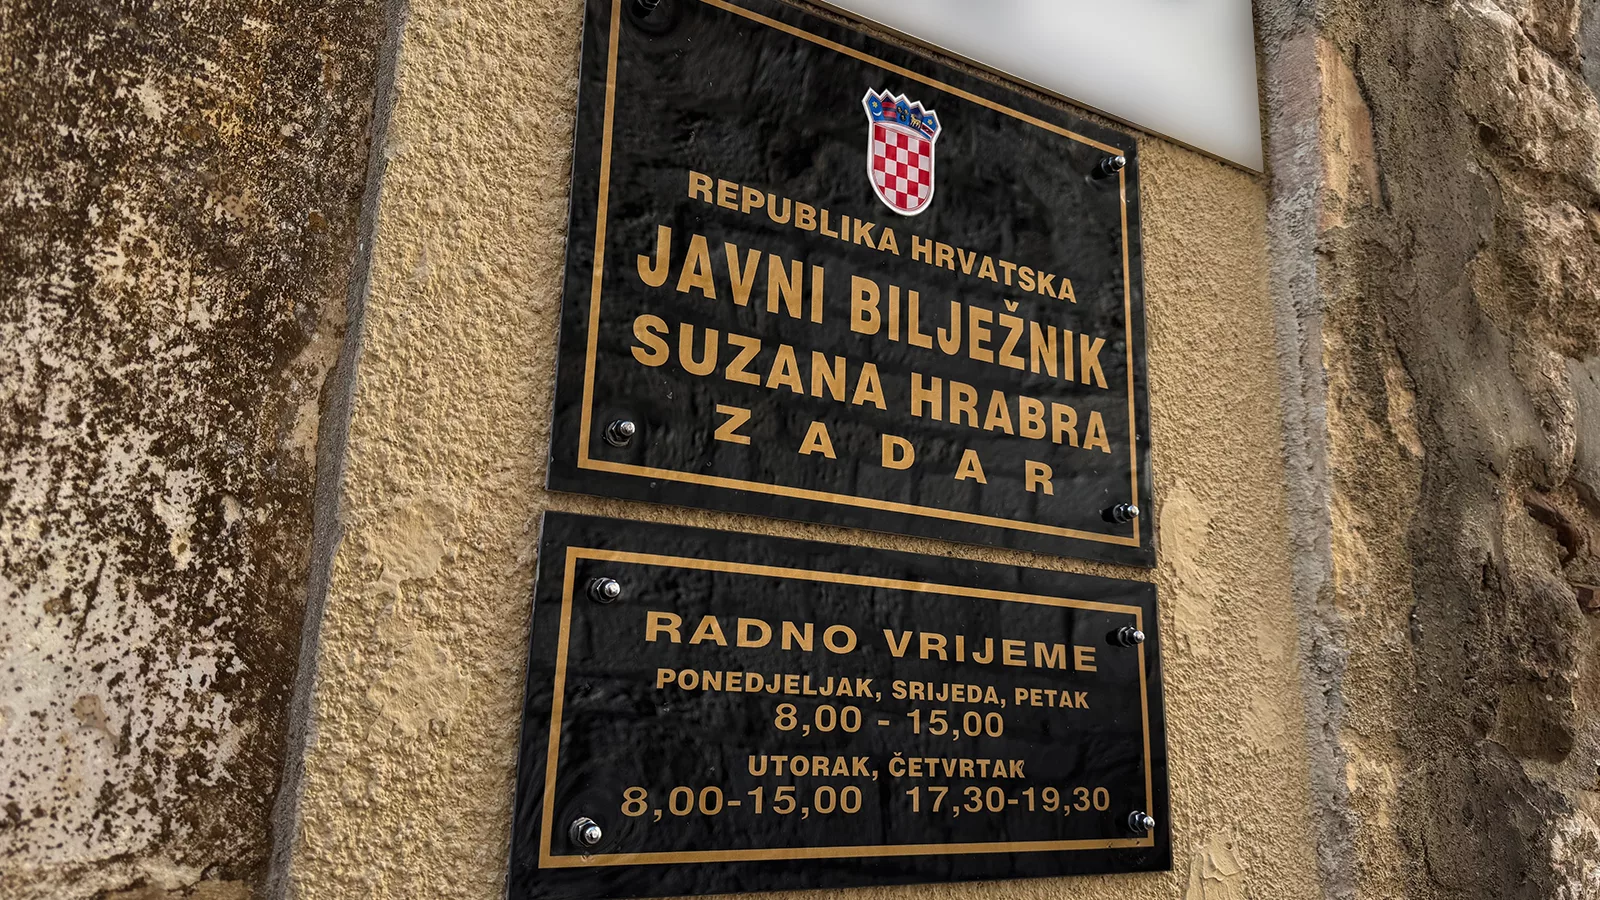 REPUBLIKA HRVATSKA
JAVNI BILJEŽNIK
SUZANA HRABRA
ZADAR
RADNO VRIJEME
PONEDJELJAK, SRIJEDA, PETAK
8,00 - 15,00
UTORAK, ČETVRTAK
8,00-15,00 17,30-19,30